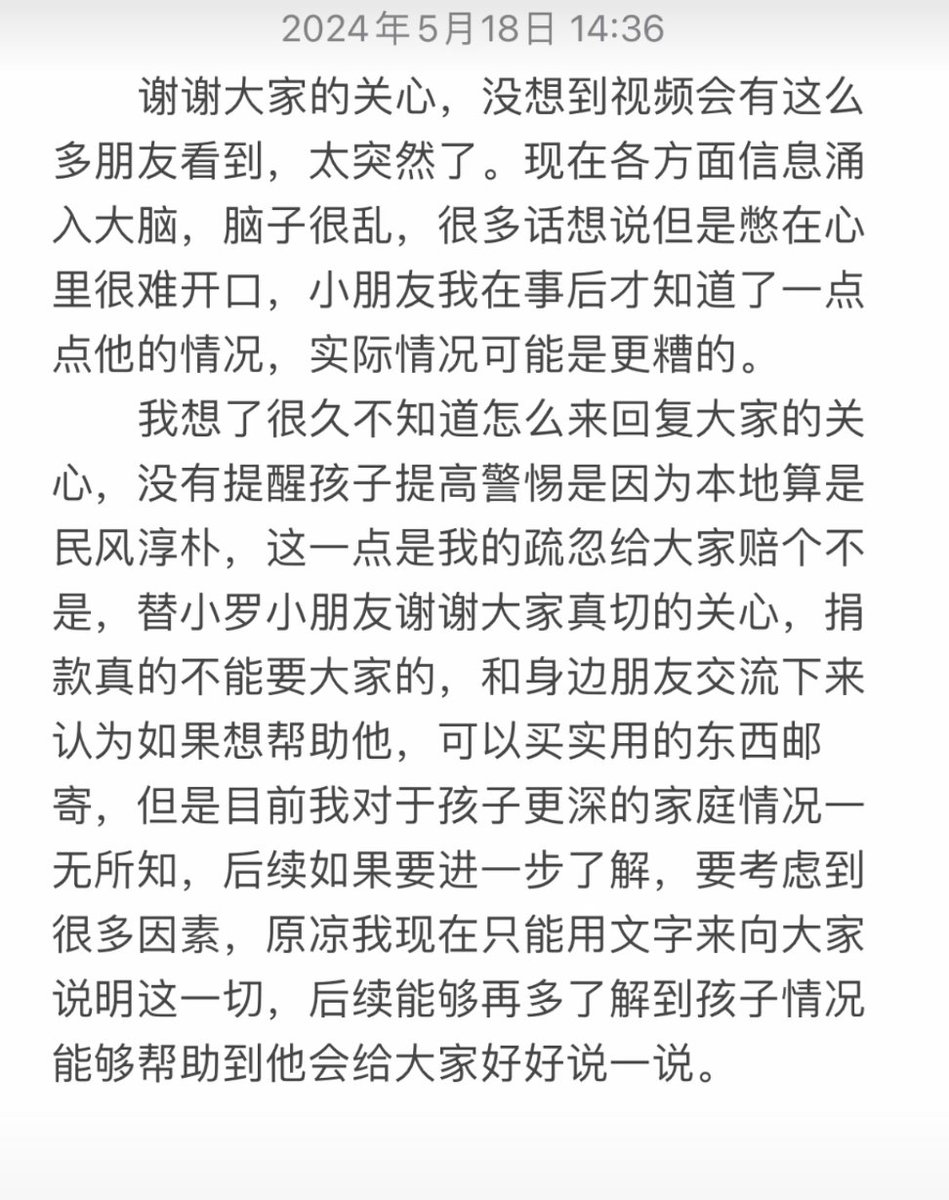 2024年5月18日 14:36
谢谢大家的关心，没想到视频会有这么
多朋友看到，太突然了。现在各方面信息涌
入大脑，脑子很乱，很多话想说但是憋在心
里很难开口，小朋友我在事后才知道了一点
点他的情况，实际情况可能是更糟的。
我想了很久不知道怎么来回复大家的关
心，没有提醒孩子提高警惕是因为本地算是
民风淳朴，这一点是我的疏忽给大家赔个不
是，替小罗小朋友谢谢大家真切的关心，捐
款真的不能要大家的，和身边朋友交流下来
认为如果想帮助他，可以买实用的东西邮
寄，但是目前我对于孩子更深的家庭情况一
无所知，后续如果要进一步了解，要考虑到
很多因素，原凉我现在只能用文字来向大家
说明这一切，后续能够再多了解到孩子情况
能够帮助到他会给大家好好说一说。